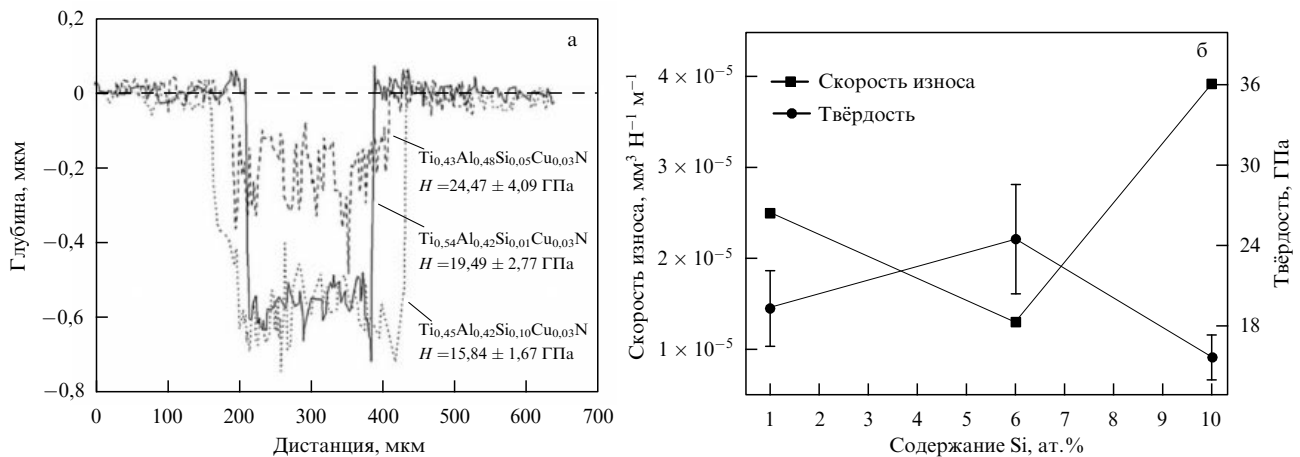 а
0,2
0
−0,2
−0,4
−0,6
−0,8
Глубина, мкм
Ti0,43Al0,48Si0,05Cu0,03N
H =24,47 ± 4,09 ГПа
Ti0,54Al0,42Si0,01Cu0,03N
H =19,49 ± 2,77 ГПа
Ti0,45Al0,42Si0,10Cu0,03N
H =15,84 ± 1,67 ГПа
0 100 200 300 400 500 600 700
Дистанция, мкм
б
Скорость износа
Твёрдость
4 × 10−5
3 × 10−5
2 × 10−5
1 × 10−5
Скорость износа, мм3 Н−1 м−1
36
30
24
18
Твёрдость, ГПа
1 2 3 4 5 6 7 8 9 10
Содержание Si, ат.%